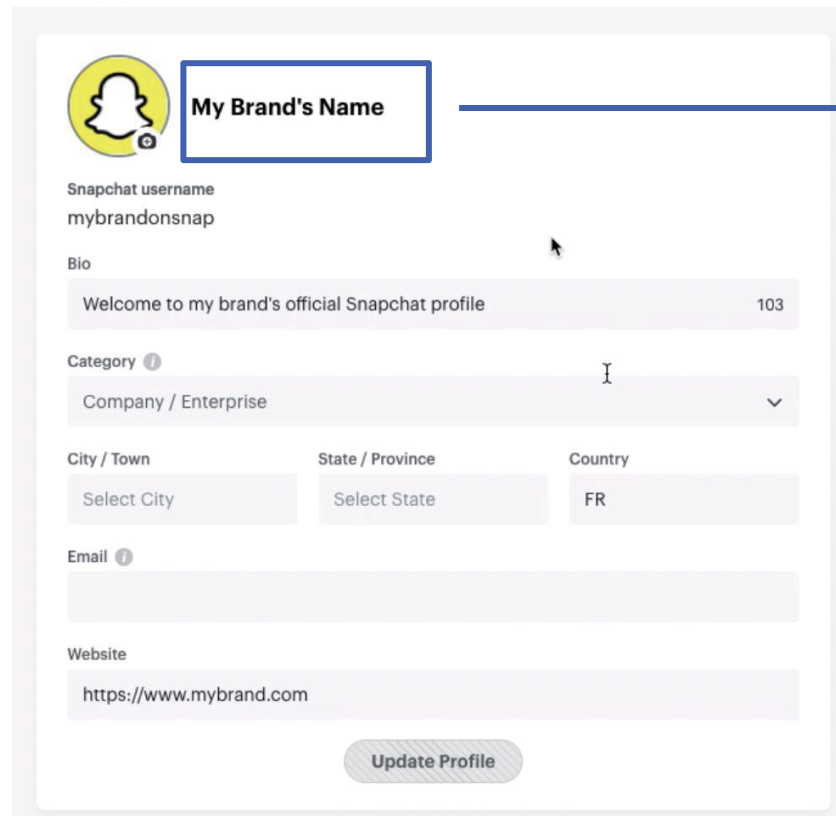 My Brand's Name
Snapchat username
mybrandonsnap
Bio
Welcome to my brand's official Snapchat profile 103
Category
Company / Enterprise
City / Town State / Province Country
Select City Select State FR
Email
Website
https://www.mybrand.com
Update Profile